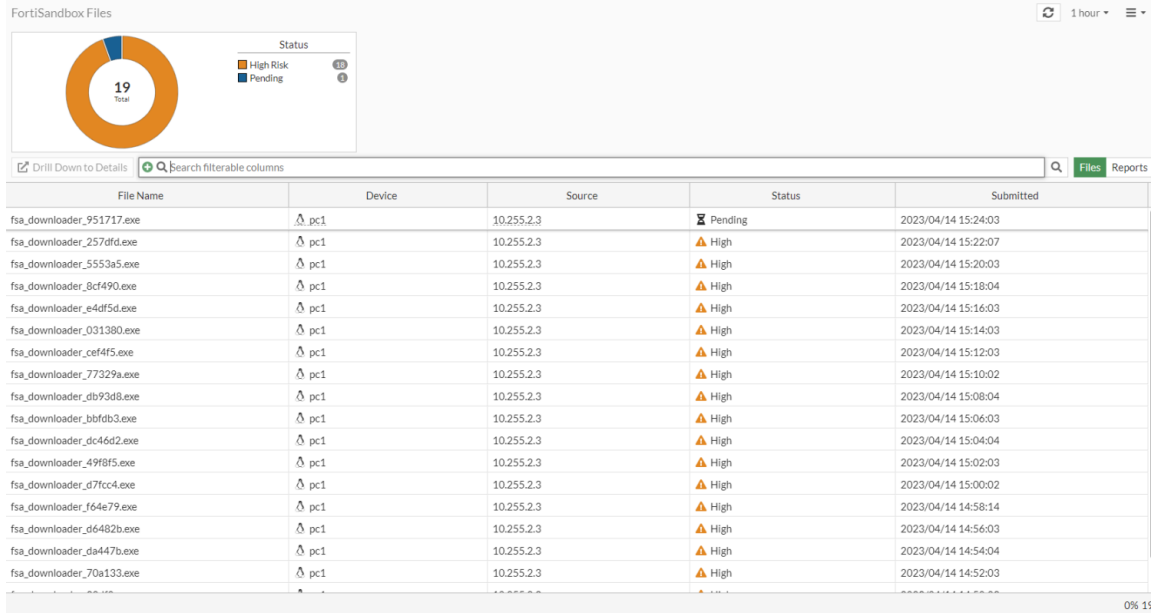 FortiSandbox Files
1 hour
Status
High Risk 18
Pending 1
19
Total
Drill Down to Details Search filterable columns Files Reports
File Name Device Source Status Submitted
fsa_downloader_951717.exe pc1 10.255.2.3 Pending 2023/04/14 15:24:03
fsa_downloader_257dfd.exe pc1 10.255.2.3 High 2023/04/14 15:22:07
fsa_downloader_5553a5.exe pc1 10.255.2.3 High 2023/04/14 15:20:03
fsa_downloader_8cf490.exe pc1 10.255.2.3 High 2023/04/14 15:18:04
fsa_downloader_e4df5d.exe pc1 10.255.2.3 High 2023/04/14 15:16:03
fsa_downloader_031380.exe pc1 10.255.2.3 High 2023/04/14 15:14:03
fsa_downloader_cef4f5.exe pc1 10.255.2.3 High 2023/04/14 15:12:03
fsa_downloader_77329a.exe pc1 10.255.2.3 High 2023/04/14 15:10:02
fsa_downloader_db93d8.exe pc1 10.255.2.3 High 2023/04/14 15:08:04
fsa_downloader_bbfdb3.exe pc1 10.255.2.3 High 2023/04/14 15:06:03
fsa_downloader_dc46d2.exe pc1 10.255.2.3 High 2023/04/14 15:04:04
fsa_downloader_49f8f5.exe pc1 10.255.2.3 High 2023/04/14 15:02:03
fsa_downloader_d7fcc4.exe pc1 10.255.2.3 High 2023/04/14 15:00:02
fsa_downloader_f64e79.exe pc1 10.255.2.3 High 2023/04/14 14:58:14
fsa_downloader_d6482b.exe pc1 10.255.2.3 High 2023/04/14 14:56:03
fsa_downloader_da447b.exe pc1 10.255.2.3 High 2023/04/14 14:54:04
fsa_downloader_70a133.exe pc1 10.255.2.3 High 2023/04/14 14:52:03
0% 19